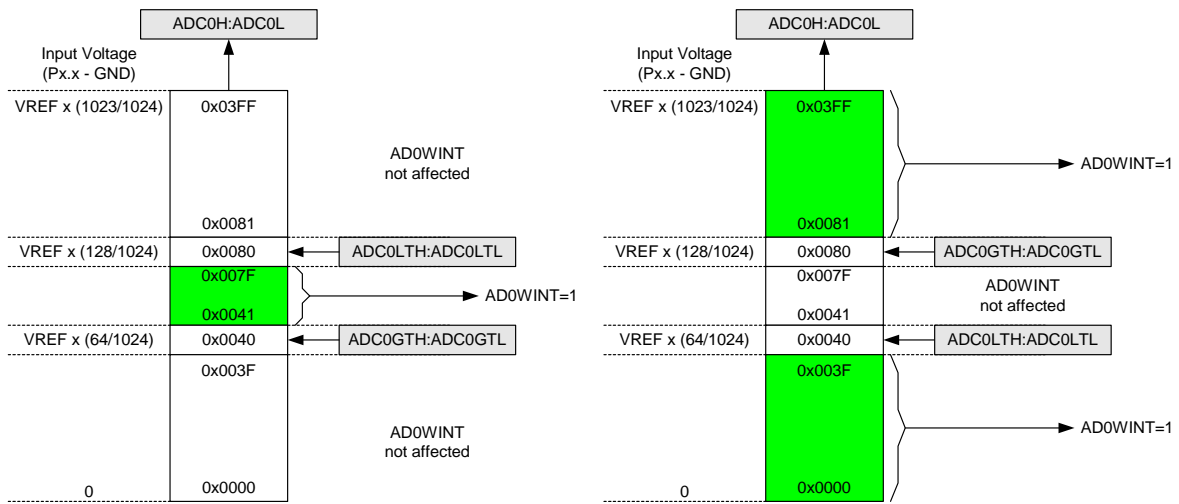 ADC0H:ADC0L
Input Voltage
(Px.x - GND)
VREF x (1023/1024)
0x03FF
AD0WINT
not affected
0x0081
VREF x (128/1024)
0x0080
ADC0LTH:ADC0LTL
0x007F
AD0WINT=1
0x0041
VREF x (64/1024)
0x0040
ADC0GTH:ADC0GTL
0x003F
AD0WINT
not affected
0
0x0000
ADC0H:ADC0L
Input Voltage
(Px.x - GND)
VREF x (1023/1024)
0x03FF
AD0WINT=1
0x0081
VREF x (128/1024)
0x0080
ADC0GTH:ADC0GTL
0x007F
AD0WINT
not affected
0x0041
VREF x (64/1024)
0x0040
ADC0LTH:ADC0LTL
0x003F
AD0WINT=1
0
0x0000